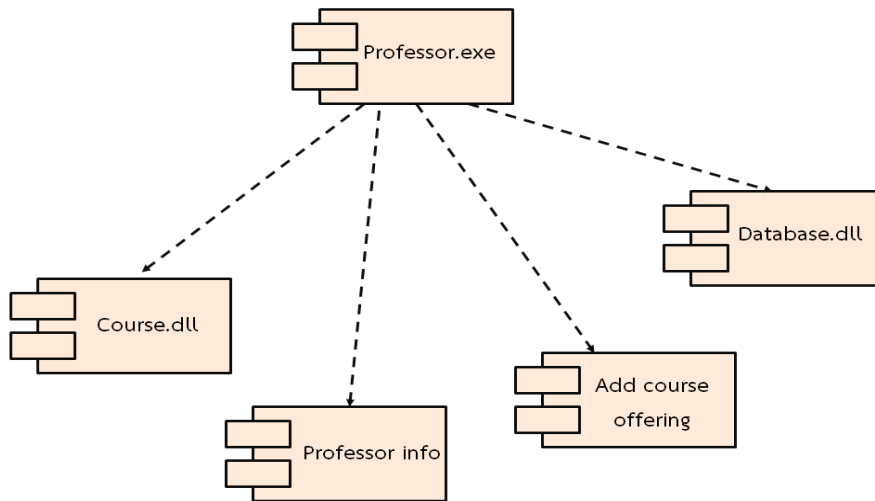 Professor.exe
Database.dll
Course.dll
Add course
offering
Professor info